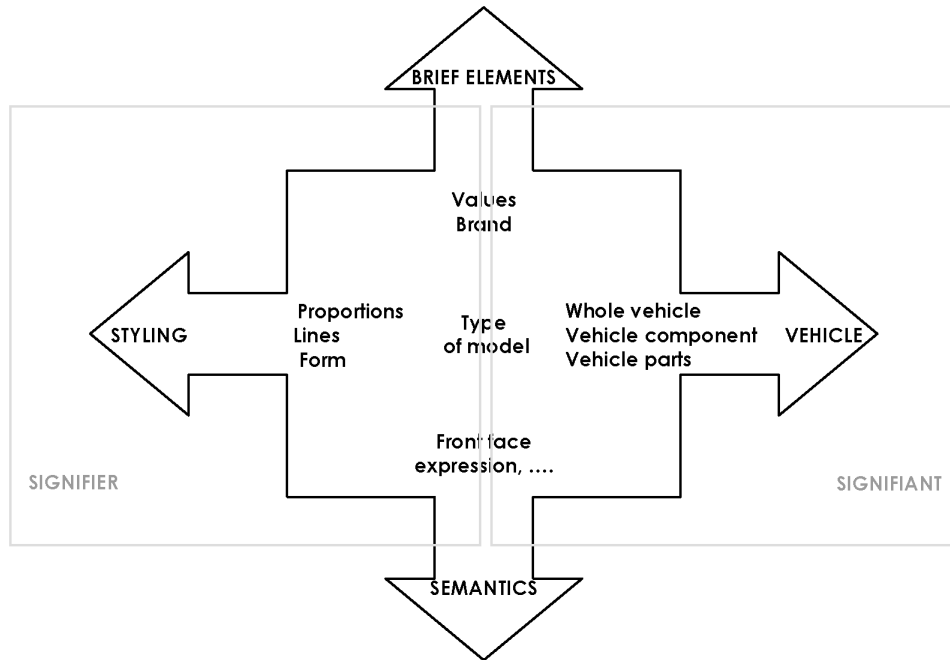 BRIEF ELEMENTS
Values
Brand
STYLING
Proportions
Lines
Form
Type
of model
Whole vehicle
Vehicle component
Vehicle parts
VEHICLE
Front face
expression, ....
SIGNIFIER
SIGNIFIANT
SEMANTICS